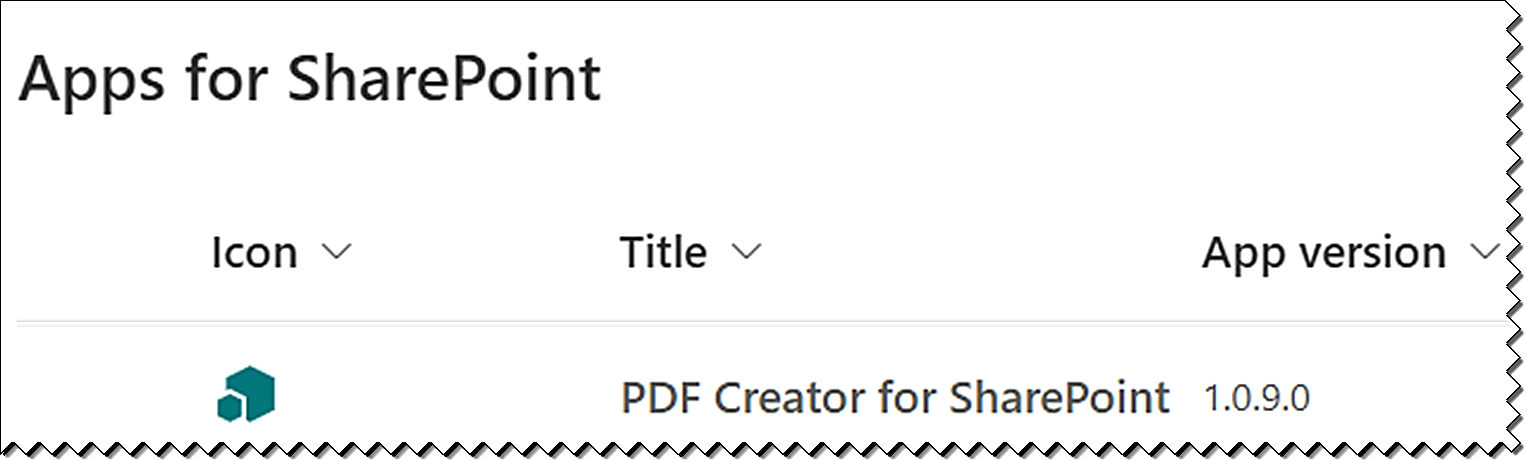 Apps for SharePoint
Icon Title App version
PDF Creator for SharePoint 1.0.9.0